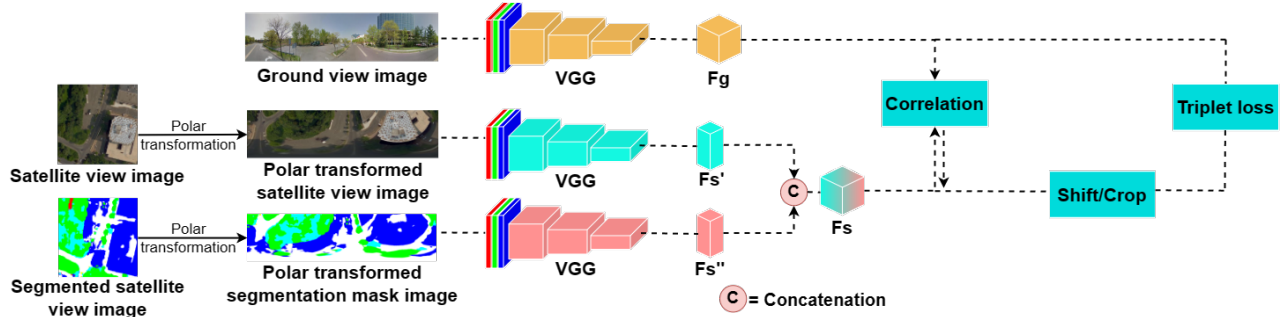 Ground view image
VGG
Fg
Correlation
Triplet loss
Satellite view image
Polar
transformation
Polar transformed
satellite view image
VGG
Fs'
C
Fs
Shift/Crop
Segmented satellite
view image
Polar
transformation
Polar transformed
segmentation mask image
VGG
Fs"
C = Concatenation